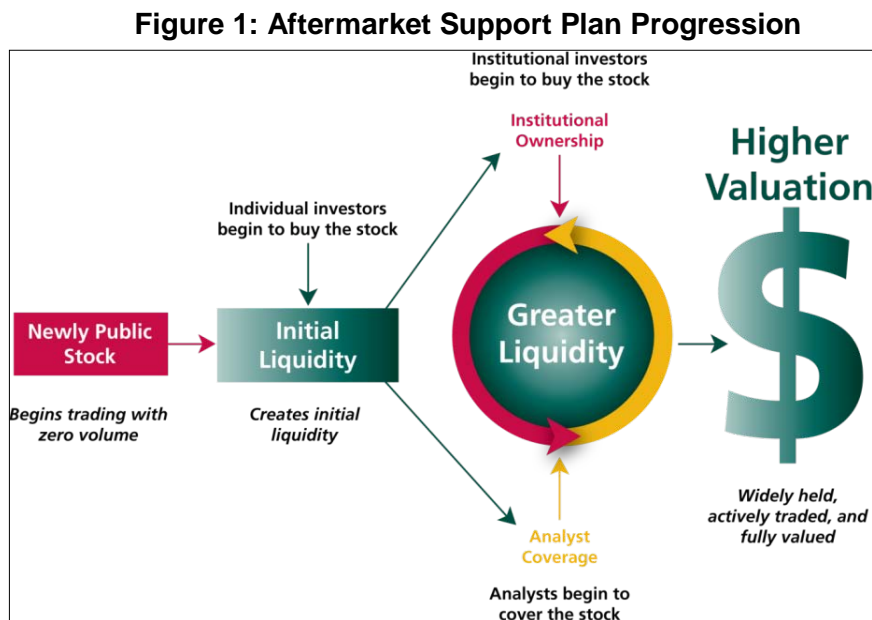 Figure 1: Aftermarket Support Plan Progression
Institutional investors
begin to buy the stock
Institutional
Ownership
Higher
Valuation
Individual investors
begin to buy the stock
Newly Public
Stock
Initial
Liquidity
Greater
Liquidity
$
Begins trading with
zero volume
Creates initial
liquidity
Widely held,
actively traded, and
fully valued
Analyst
Coverage
Analysts begin to
cover the stock